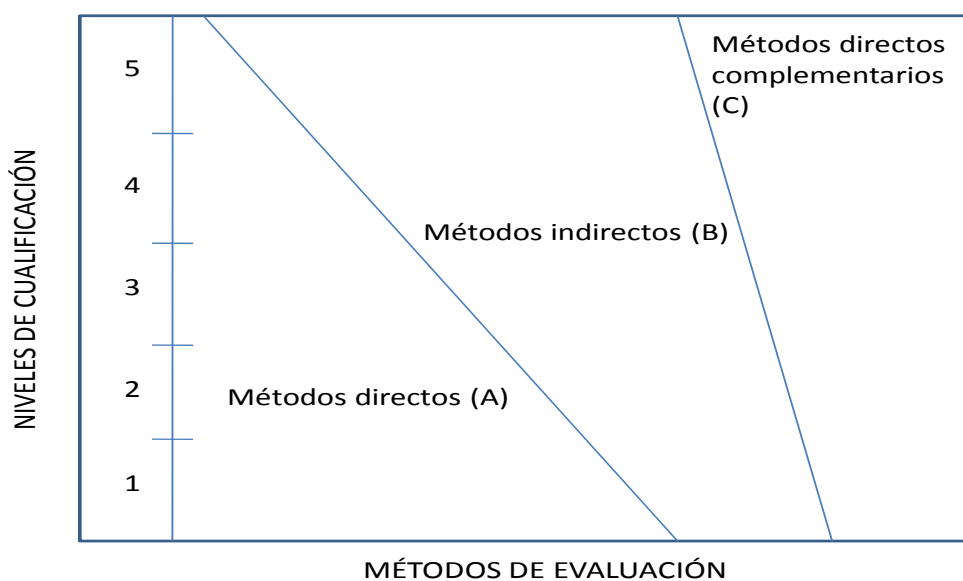 NIVELES DE CUALIFICACIÓN
5
4
3
2
1
Métodos directos
complementarios
(C)
Métodos indirectos (B)
Métodos directos (A)
MÉTODOS DE EVALUACIÓN